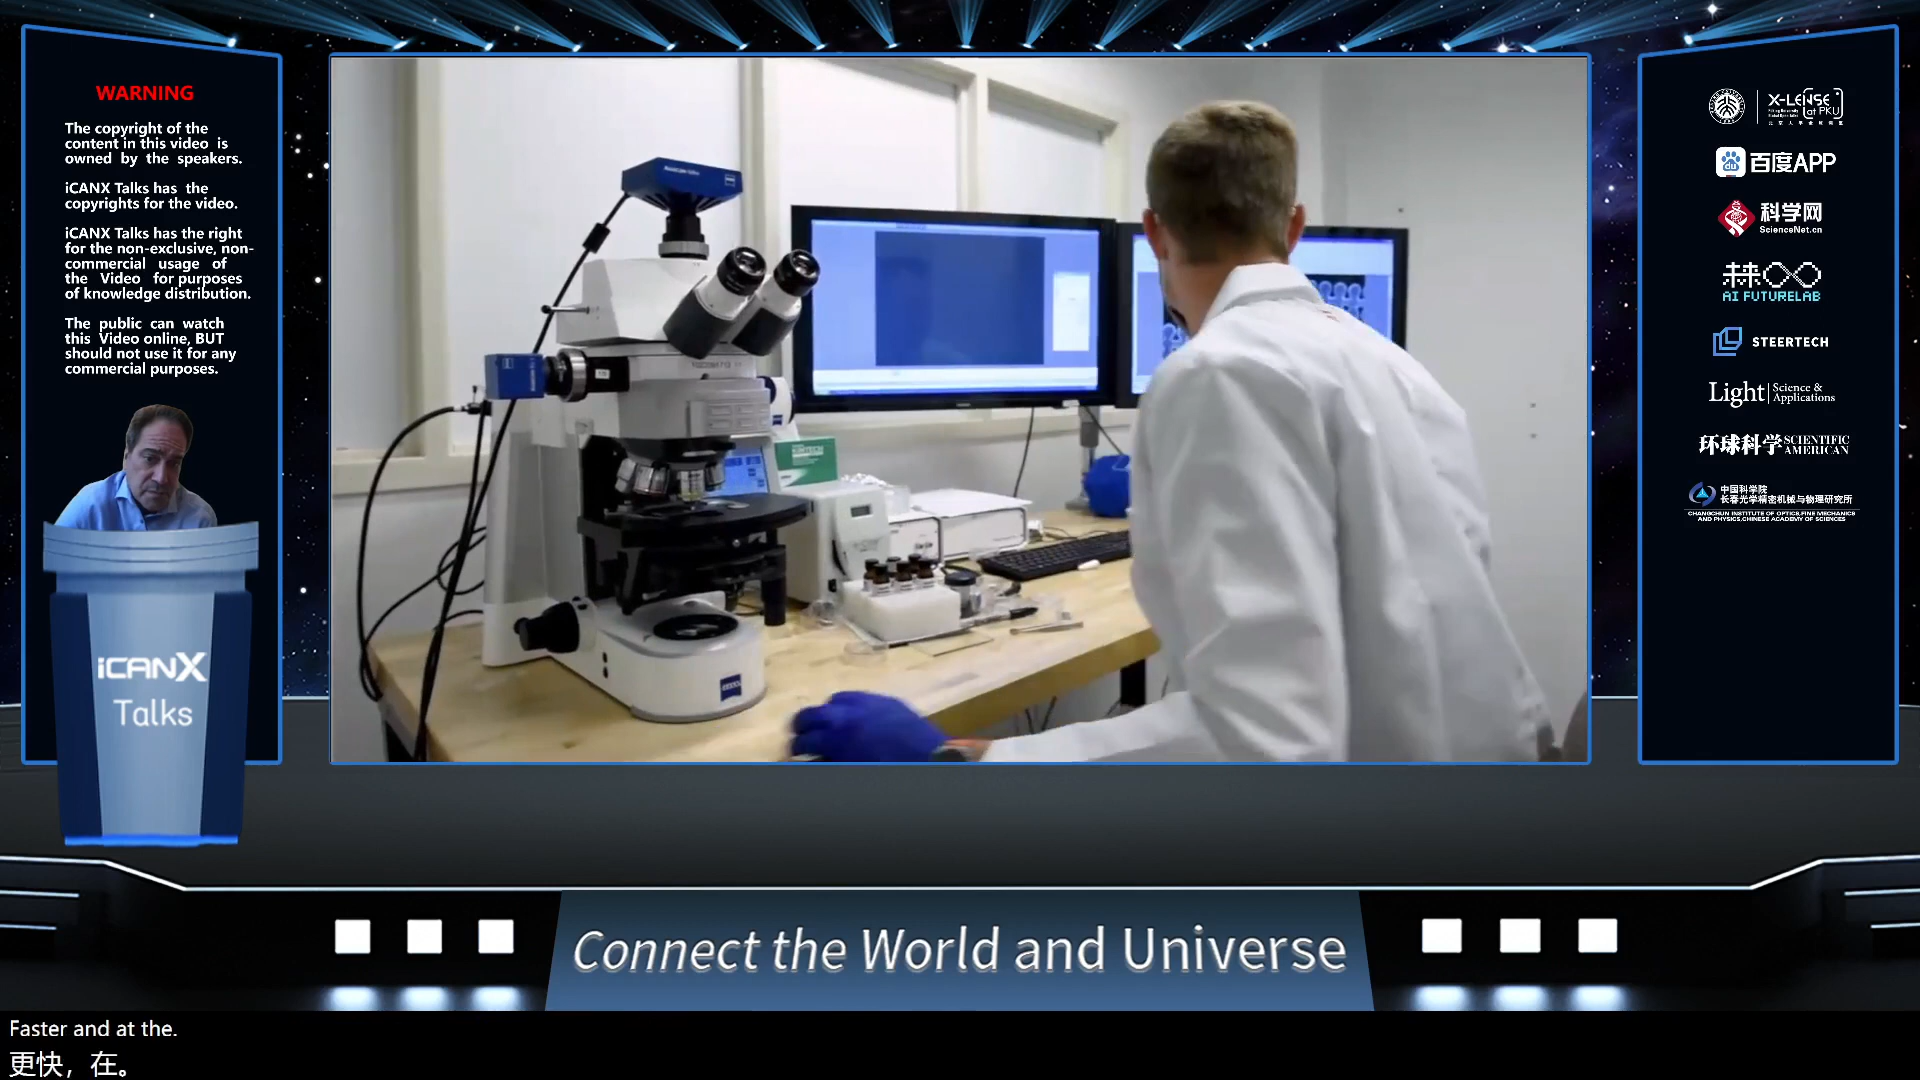 WARNING
The copyright of the
content in this video is
owned by the speakers.
iCANX Talks has the
copyrights for the video.
iCANX Talks has the right
for the non-exclusive, non-
commercial usage of
the Video for purposes
of knowledge distribution.
The public can watch
this Video online, BUT
should not use it for any
commercial purposes.
iCANX
Talks
ZEISS
X-LENSE
at PKU
百度APP
科学网
ScienceNet.cn
未来
AI FUTURELAB
STEERTECH
Light Science &
Applications
环球科学 SCIENTIFIC
AMERICAN
中国科学院
长春光学精密机械与物理研究所
CHANGCHUN INSTITUTE OF OPTICS,FINE MECHANICS
AND PHYSICS,CHINESE ACADEMY OF SCIENCES
Connect the World and Universe
Faster and at the.
更快，在。